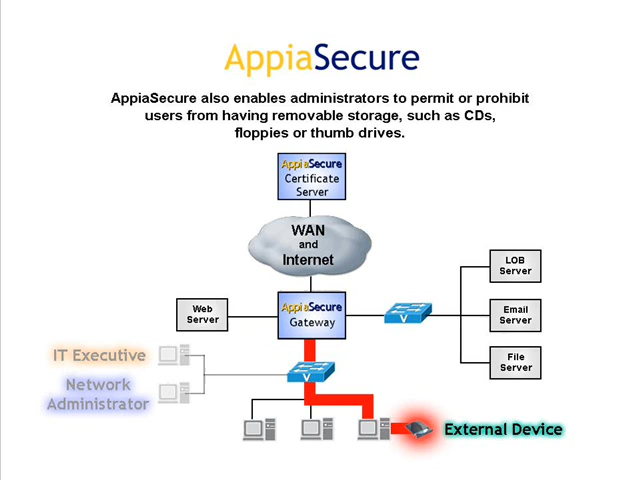 AppiaSecure
AppiaSecure also enables administrators to permit or prohibit
users from having removable storage, such as CDs,
floppies or thumb drives.
AppiaSecure
Certificate
Server
WAN
and
Internet
LOB
Server
Web
Server
AppiaSecure
Gateway
V
Email
Server
IT Executive
File
Server
V
Network
Administrator
External Device